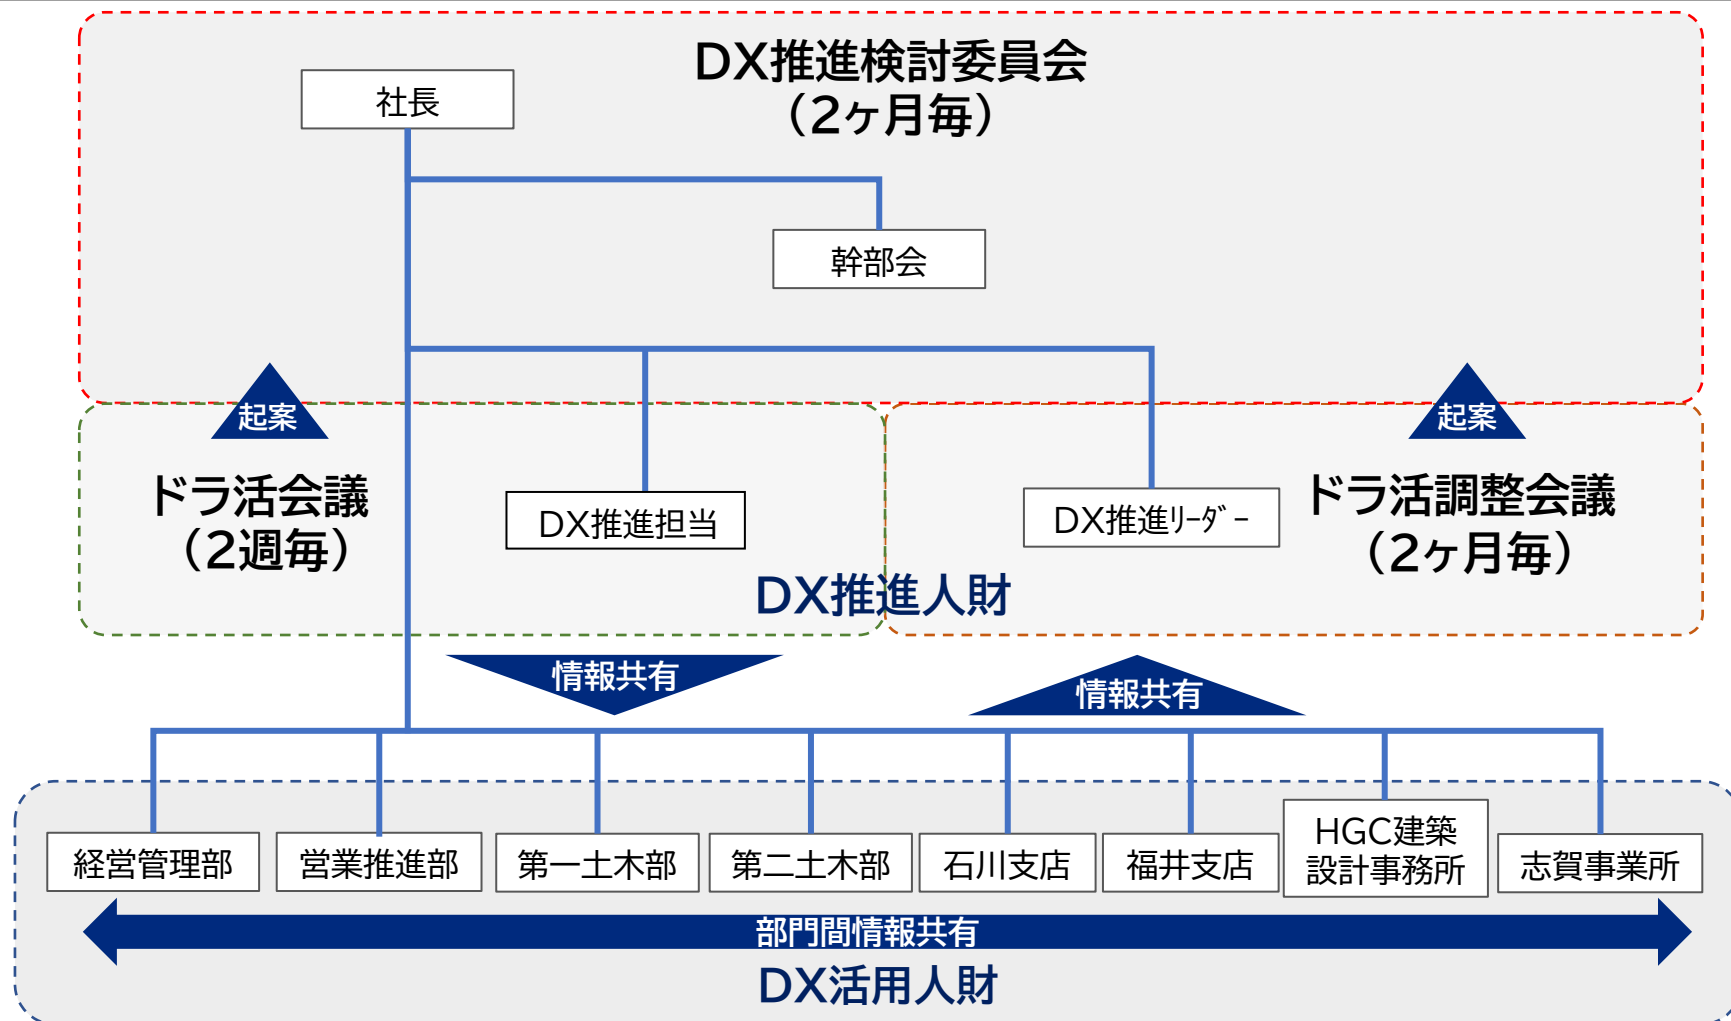 DX推進検討委員会
（2ヶ月毎）
社長
幹部会
起案
起案
ドラ活会議
（2週毎）
DX推進担当
DX推進ﾘｰﾀﾞｰ
ドラ活調整会議
（2ヶ月毎）
DX推進人財
情報共有
情報共有
経営管理部
営業推進部
第一土木部
第二土木部
石川支店
福井支店
HGC建築
設計事務所
志賀事業所
部門間情報共有
DX活用人財